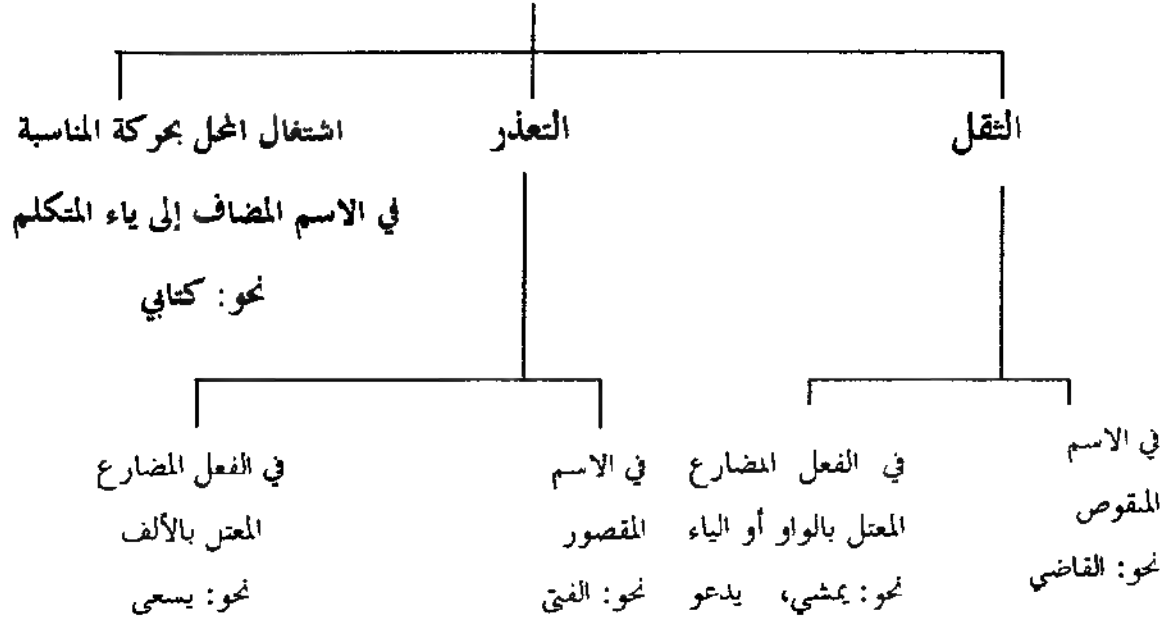 الثقل
التعذر
اشتغال المحل بحركة المناسبة
في الاسم المضاف إلى ياء المتكلم
نحو: كتابي
في الاسم
المنقوص
نحو: القاضي
في الفعل المضارع
المعتل بالواو أو الياء
نحو: يمشي، يدعو
في الاسم
المقصور
نحو: الفتى
في الفعل المضارع
المعتل بالألف
نحو: يسعى